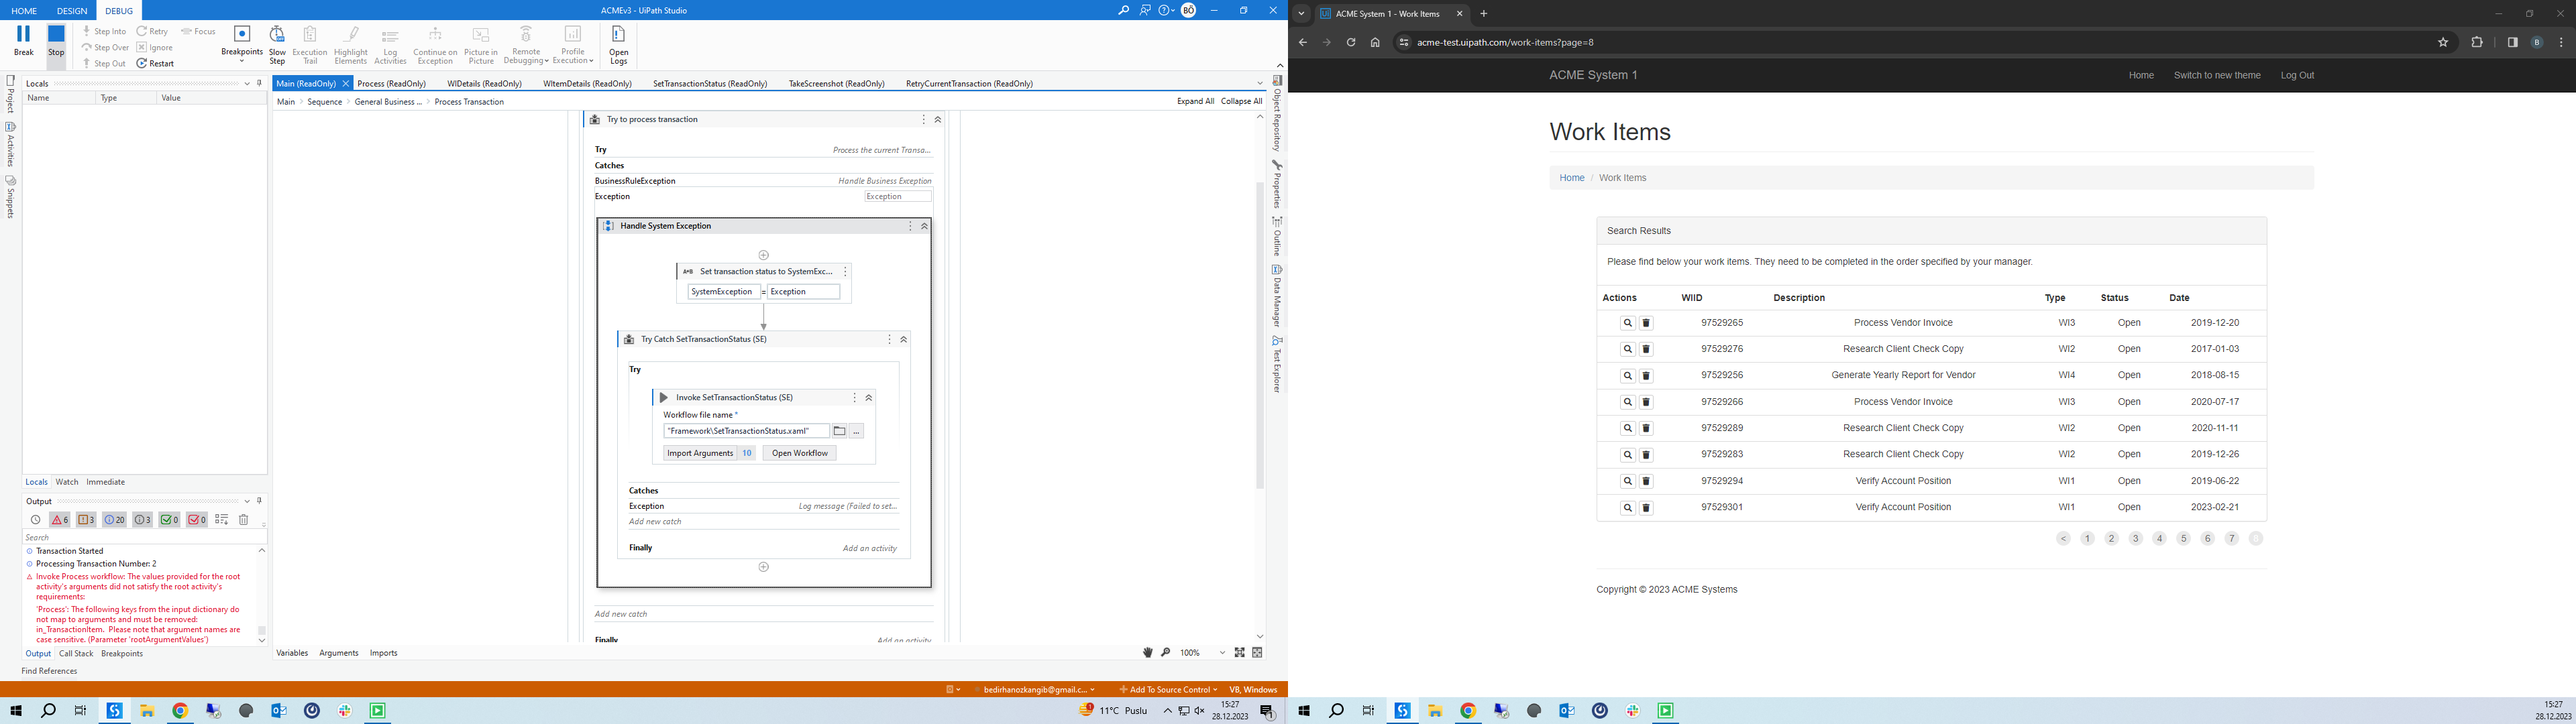 HOME DESIGN DEBUG
ACMEv3 - UiPath Studio
BÖ
Break
Stop
Step Into
Step Over
Step Out
Retry
Ignore
Restart
Focus
Breakpoints
Slow Step
Execution Trail
Highlight Elements
Log Activities
Continue on Exception
Picture in Picture
Remote Debugging
Profile Execution
Open Logs
Project
Activities
Snippets
Locals
Name Type Value
Locals Watch Immediate
Output
6 3 20 3 0 0
Search
Transaction Started
Processing Transaction Number: 2
Invoke Process workflow: The values provided for the root
activity's arguments did not satisfy the root activity's
requirements:
'Process': The following keys from the input dictionary do
not map to arguments and must be removed:
in_TransactionItem. Please note that argument names are
case sensitive. (Parameter 'rootArgumentValues')
Output Call Stack Breakpoints
Find References
Main (ReadOnly) Process (ReadOnly) WIDetails (ReadOnly) WItemDetails (ReadOnly) SetTransactionStatus (ReadOnly) TakeScreenshot (ReadOnly) RetryCurrentTransaction (ReadOnly)
Main > Sequence > General Business ... > Process Transaction
Expand All Collapse All
Try to process transaction
Try Process the current Transa...
Catches
BusinessRuleException Handle Business Exception
Exception Exception
Handle System Exception
A*B Set transaction status to SystemExc...
SystemException = Exception
Try Catch SetTransactionStatus (SE)
Try
Invoke SetTransactionStatus (SE)
Workflow file name *
"Framework\SetTransactionStatus.xaml" ...
Import Arguments 10 Open Workflow
Catches
Exception Log message (Failed to set...
Add new catch
Finally Add an activity
Add new catch
Finally Add an activity
Variables Arguments Imports
100%
Object Repository
Properties
Outline
Data Manager
Test Explorer
bedirhanozkangib@gmail.c...
Add To Source Control
VB, Windows
11°C Puslu
15:27
28.12.2023
1
ACME System 1 - Work Items
acme-test.uipath.com/work-items?page=8
B
ACME System 1
Home Switch to new theme Log Out
Work Items
Home / Work Items
Search Results
Please find below your work items. They need to be completed in the order specified by your manager.
Actions WIID Description Type Status Date
97529265 Process Vendor Invoice WI3 Open 2019-12-20
97529276 Research Client Check Copy WI2 Open 2017-01-03
97529256 Generate Yearly Report for Vendor WI4 Open 2018-08-15
97529266 Process Vendor Invoice WI3 Open 2020-07-17
97529289 Research Client Check Copy WI2 Open 2020-11-11
97529283 Research Client Check Copy WI2 Open 2019-12-26
97529294 Verify Account Position WI1 Open 2019-06-22
97529301 Verify Account Position WI1 Open 2023-02-21
< 1 2 3 4 5 6 7 8
Copyright © 2023 ACME Systems
15:27
28.12.2023